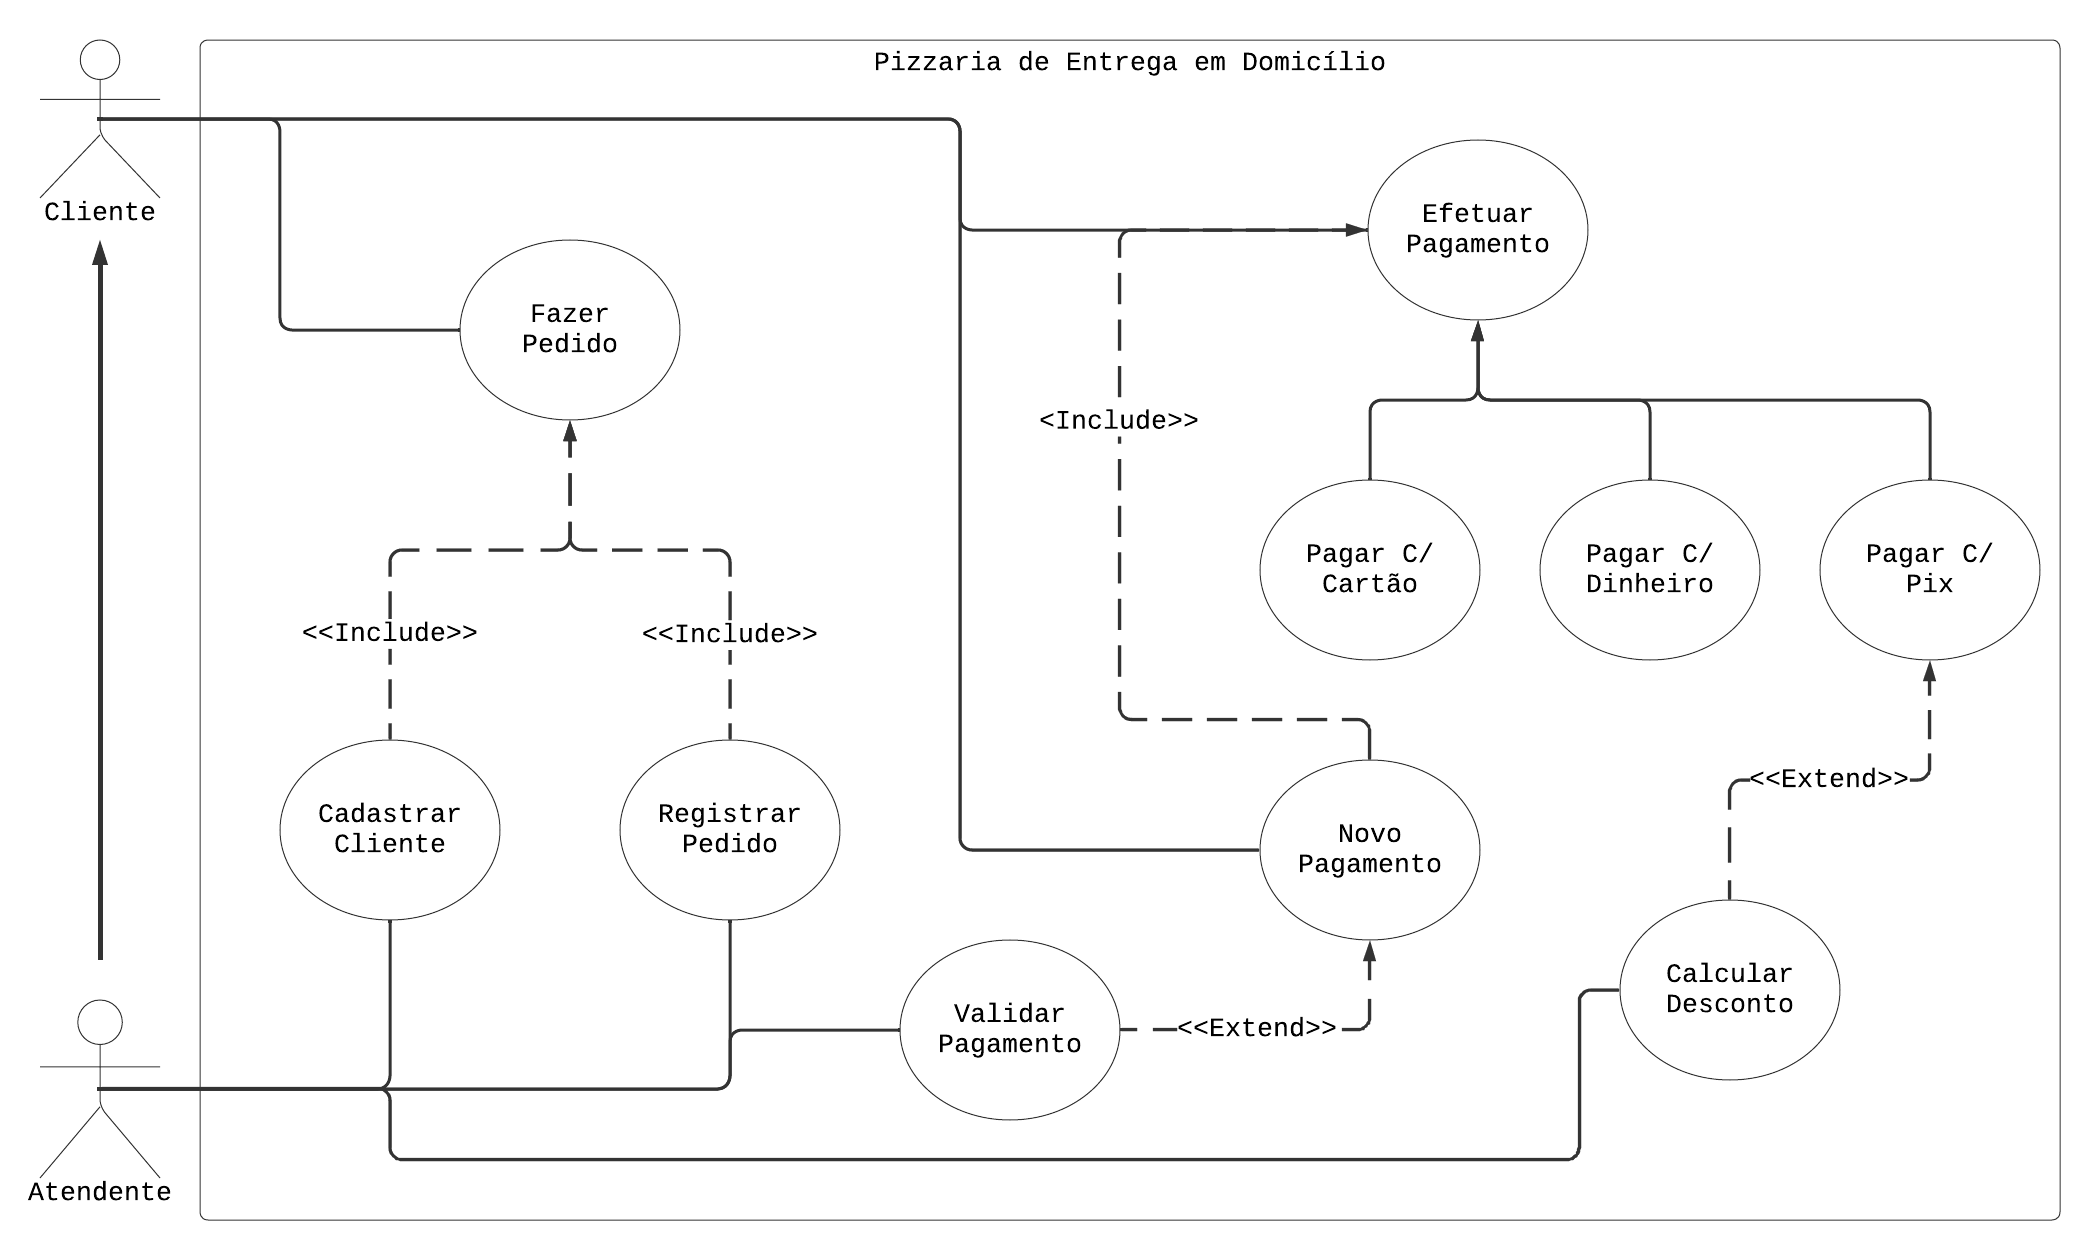 Pizzaria de Entrega em Domicílio
Cliente
Efetuar
Pagamento
Fazer
Pedido
<Include>>
Pagar C/
Cartão
Pagar C/
Dinheiro
Pagar C/
Pix
<<Include>>
<<Include>>
<<Extend>>
Cadastrar
Cliente
Registrar
Pedido
Novo
Pagamento
Calcular
Desconto
Validar
Pagamento
<<Extend>>
Atendente